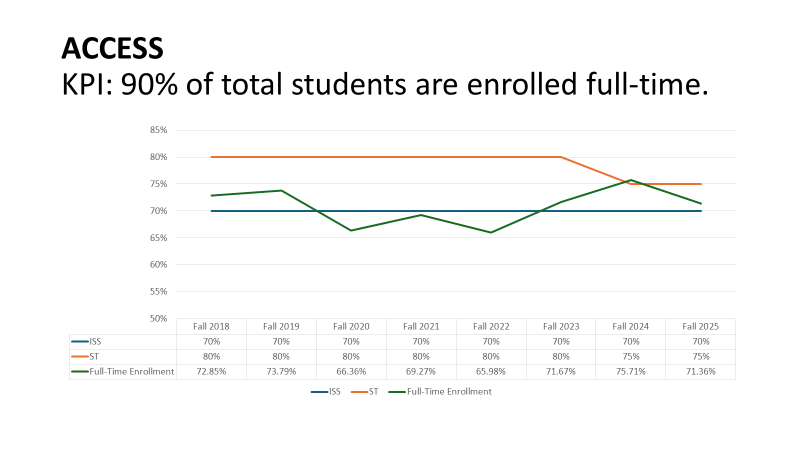 ACCESS
KPI: 90% of total students are enrolled full-time.
85%
80%
75%
70%
65%
60%
55%
50%
Fall 2018 Fall 2019 Fall 2020 Fall 2021 Fall 2022 Fall 2023 Fall 2024 Fall 2025
ISS 70% 70% 70% 70% 70% 70% 70% 70%
ST 80% 80% 80% 80% 80% 80% 75% 75%
Full-Time Enrollment 72.85% 73.79% 66.36% 69.27% 65.98% 71.67% 75.71% 71.36%
ISS ST Full-Time Enrollment